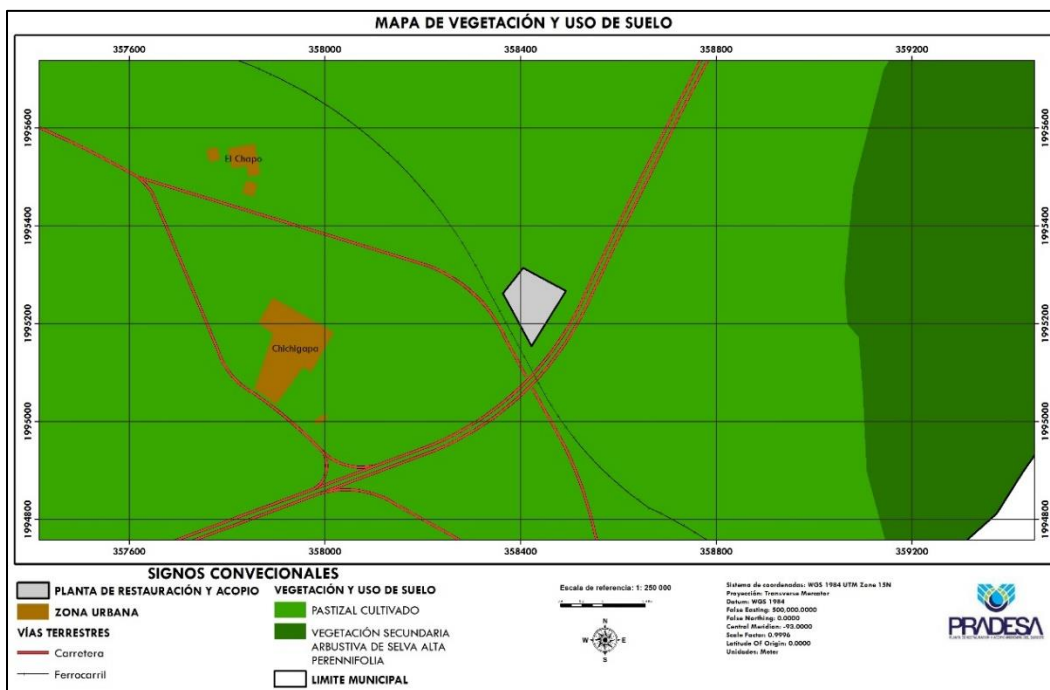 MAPA DE VEGETACIÓN Y USO DE SUELO
357600 358000 358400 358800 359200
1995600 1995600
El Chapo
1995400 1995400
1995200 1995200
Chichigapa
1995000 1995000
1994800 1994800
357600 358000 358400 358800 359200
SIGNOS CONVECIONALES
PLANTA DE RESTAURACIÓN Y ACOPIO
ZONA URBANA
VÍAS TERRESTRES
Carretera
Ferrocarril
VEGETACIÓN Y USO DE SUELO
PASTIZAL CULTIVADO
VEGETACIÓN SECUNDARIA
ARBUSTIVA DE SELVA ALTA
PERENNIFOLIA
LIMITE MUNICIPAL
Escala de referencia: 1: 250 000
N
W E
S
Sistema de coordenadas: WGS 1984 UTM Zone 15N
Proyección: Transverse Mercator
Datum: WGS 1984
False Easting: 500,000.0000
False Northing: 0.0000
Central Meridian: -93.0000
Scale Factor: 0.9996
Latitude Of Origin: 0.0000
Unidades: Meter
PRADESA